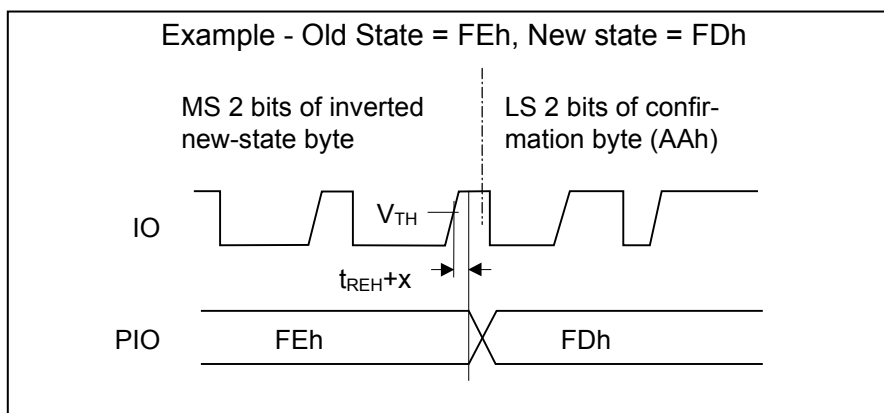 Example - Old State = FEh, New state = FDh
MS 2 bits of inverted
new-state byte
LS 2 bits of confir-
mation byte (AAh)
IO
VTH
tREH+x
PIO
FEh
FDh